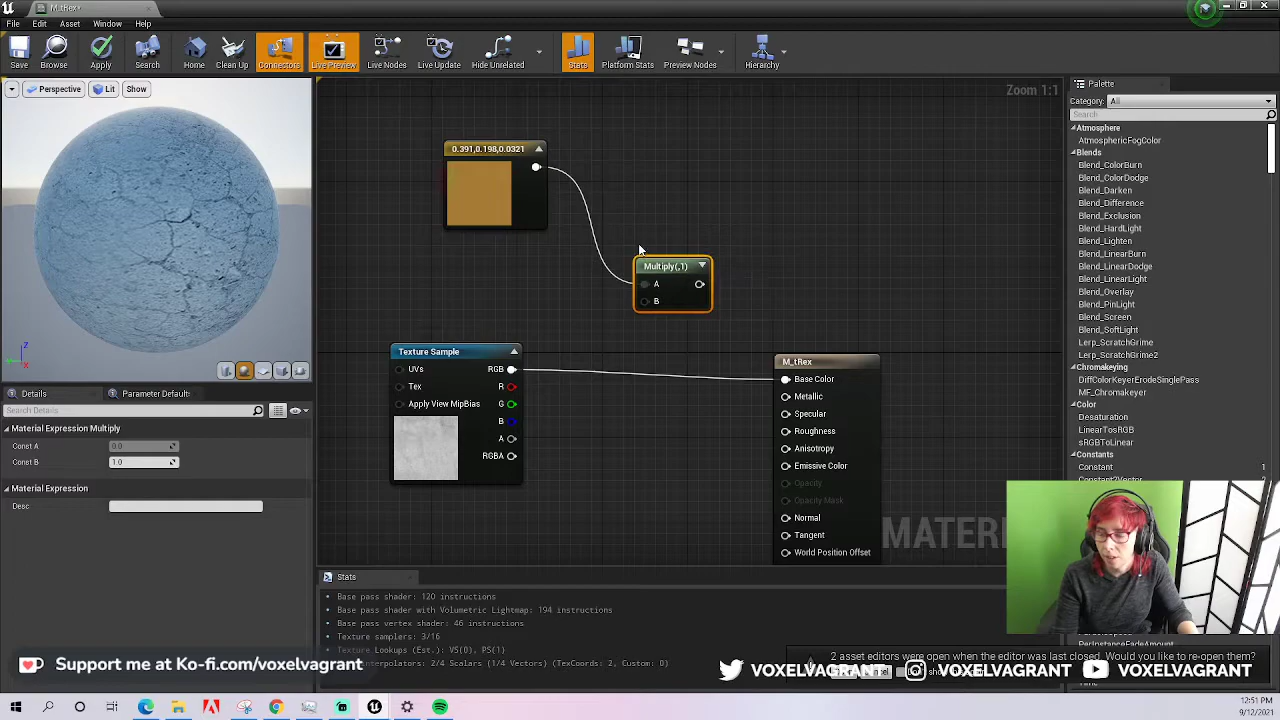 M_tRex*
File Edit Asset Window Help
Save Browse Apply Search Home Clean Up Connectors Live Preview Live Nodes Live Update Hide Unrelated Stats Platform Stats Preview Nodes Hierarchy
Perspective Lit Show
Zoom 1:1
Palette
Category: All
Search
Atmosphere
AtmosphericFogColor
Blends
Blend_ColorBurn
Blend_ColorDodge
Blend_Darken
Blend_Difference
Blend_Exclusion
Blend_HardLight
Blend_Lighten
Blend_LinearBurn
Blend_LinearDodge
Blend_LinearLight
Blend_Overlay
Blend_PinLight
Blend_Screen
Blend_SoftLight
Lerp_ScratchGrime
Lerp_ScratchGrime2
Chromakeying
DiffColorKeyerErodeSinglePass
MF_Chromakeyer
Color
Desaturation
LinearTosRGB
sRGBToLinear
Constants
Constant 1
0.391,0.198,0.0321
Multiply(,1)
A
B
Texture Sample
UVs RGB
Tex R
Apply View MipBias G
B
A
RGBA
M_tRex
Base Color
Metallic
Specular
Roughness
Anisotropy
Emissive Color
Opacity
Opacity Mask
Normal
Tangent
World Position Offset
MATERI
Z
X
Details Parameter Defaults
Search Details
Material Expression Multiply
Const A 0.0
Const B 1.0
Material Expression
Desc
Stats
Base pass shader: 120 instructions
Base pass shader with Volumetric Lightmap: 194 instructions
Base pass vertex shader: 46 instructions
Texture samplers: 3/16
Texture Lookups (Est.): VS(0), PS(1)
2/4 Scalars (1/4 Vectors) (TexCoords: 2, Custom: 0)
2 asset editors were open when the editor was last closed. Would you like to re-open them?
Support me at Ko-fi.com/voxelvagrant
VOXELVAGRANT VOXELVAGRANT VOXELVAGRANT
12:51 PM
9/12/2021